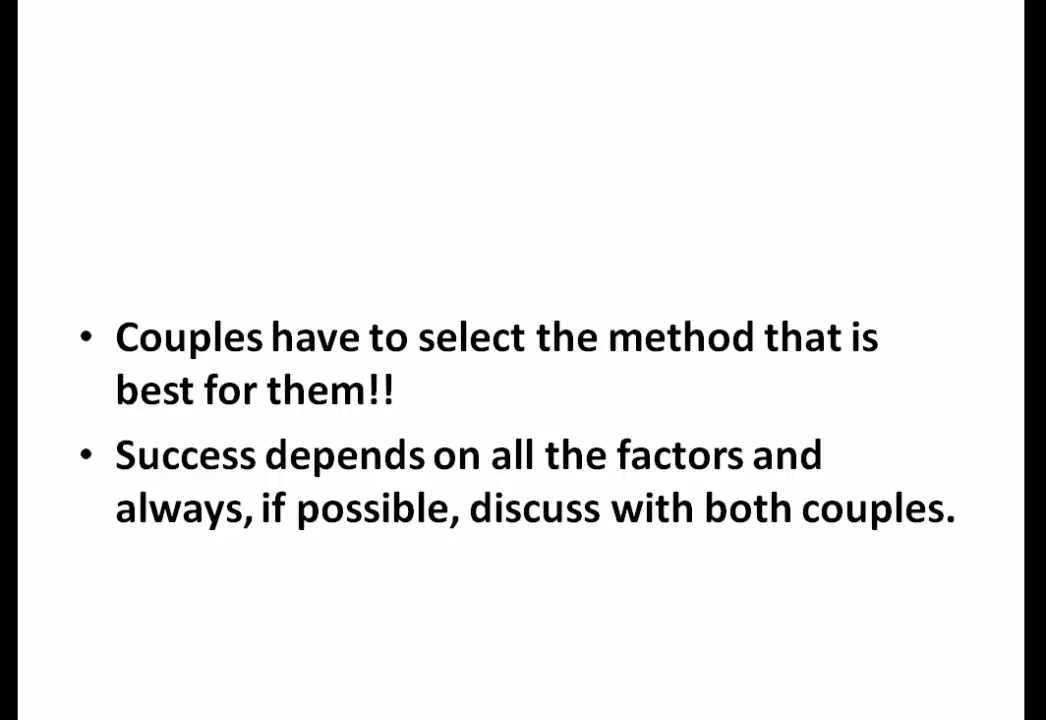 • Couples have to select the method that is
best for them!!
• Success depends on all the factors and
always, if possible, discuss with both couples.